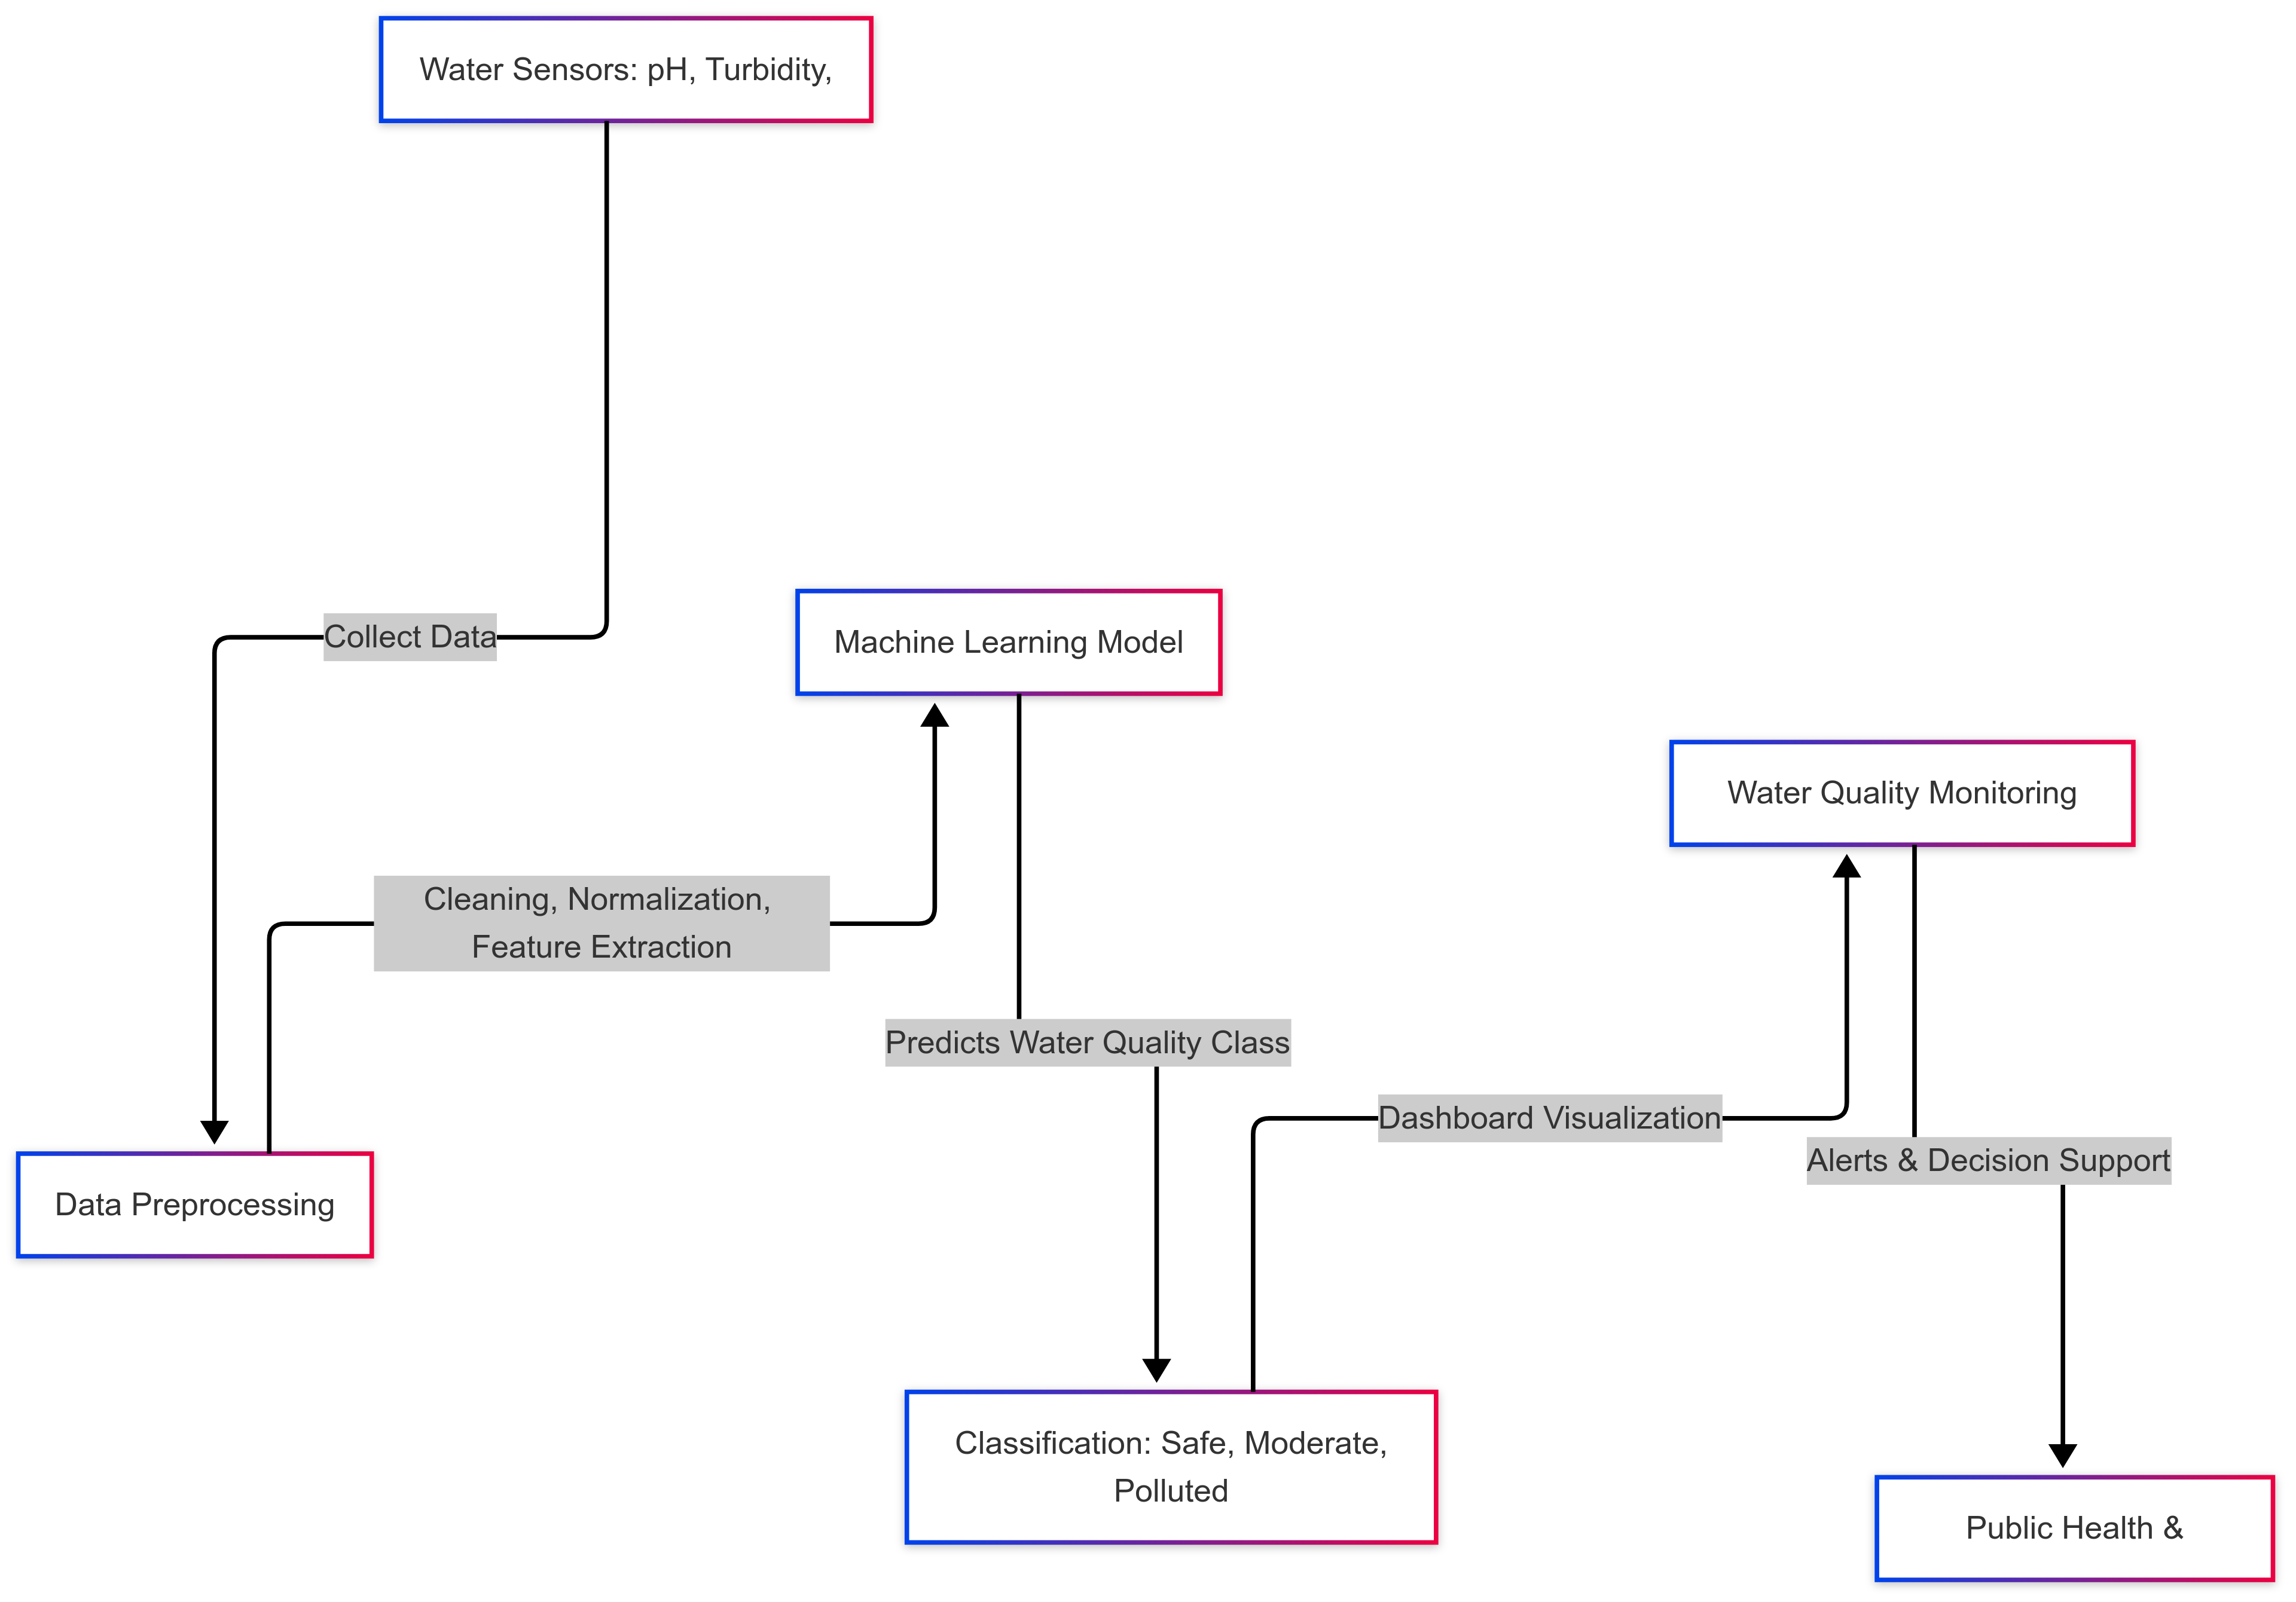 Water Sensors: pH, Turbidity,
Collect Data
Machine Learning Model
Water Quality Monitoring
Cleaning, Normalization,
Feature Extraction
Predicts Water Quality Class
Dashboard Visualization
Alerts & Decision Support
Data Preprocessing
Classification: Safe, Moderate,
Polluted
Public Health &